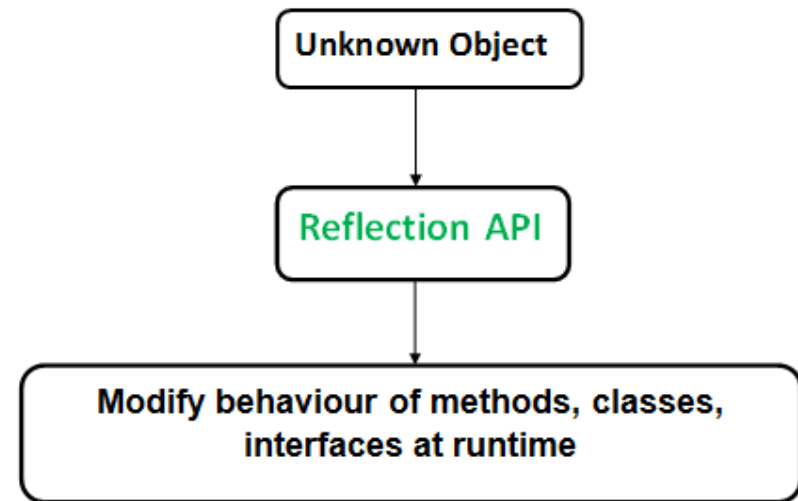 Unknown Object
Reflection API
Modify behaviour of methods, classes,
interfaces at runtime